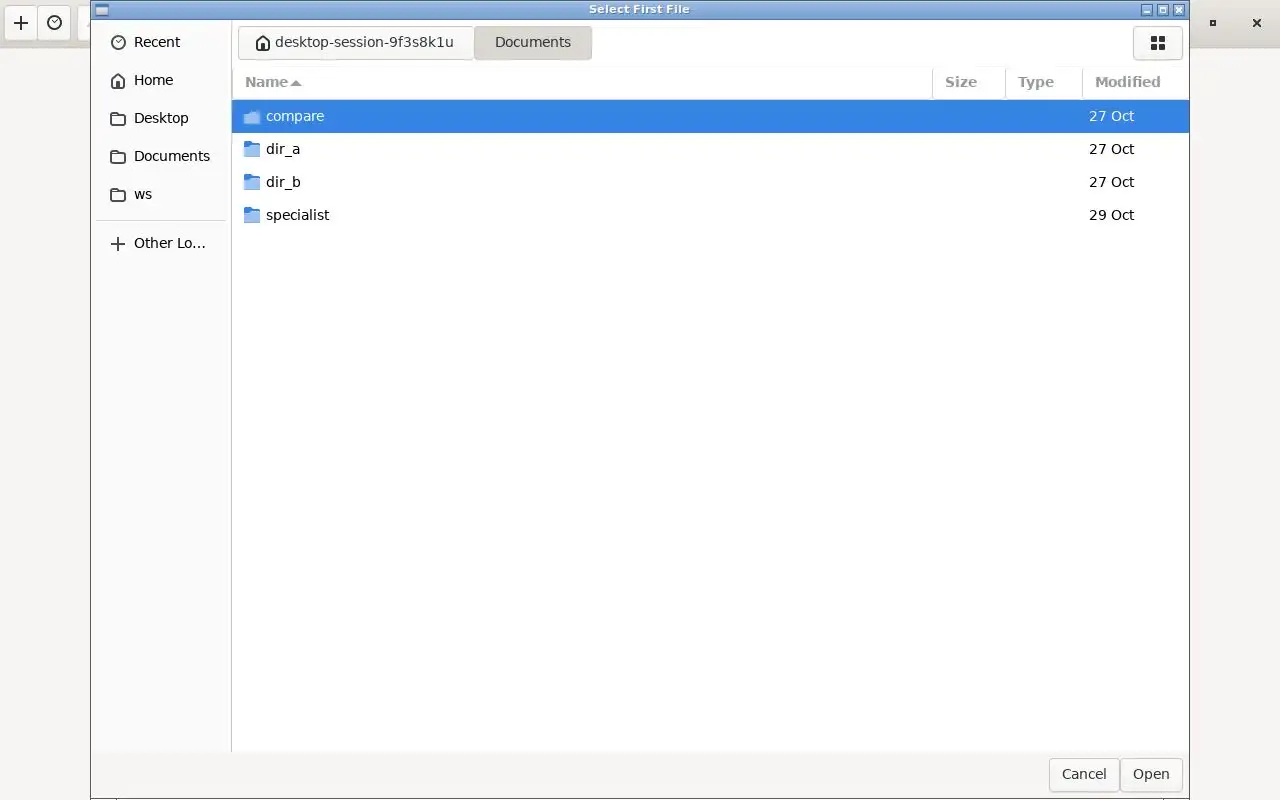 Select First File
Recent
Home
Desktop
Documents
ws
Other Lo…
desktop-session-9f3s8k1u
Documents
Name Size Type Modified
compare 27 Oct
dir_a 27 Oct
dir_b 27 Oct
specialist 29 Oct
Cancel Open